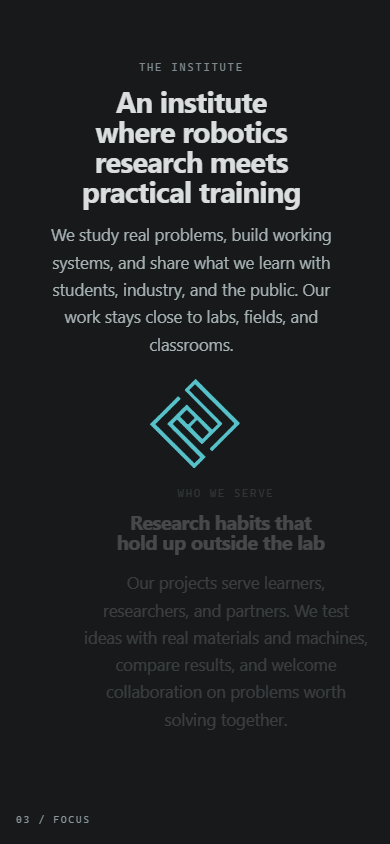 THE INSTITUTE
An institute
where robotics
research meets
practical training
We study real problems, build working
systems, and share what we learn with
students, industry, and the public. Our
work stays close to labs, fields, and
classrooms.
WHO WE SERVE
Research habits that
hold up outside the lab
Our projects serve learners,
researchers, and partners. We test
ideas with real materials and machines,
compare results, and welcome
collaboration on problems worth
solving together.
03 / FOCUS